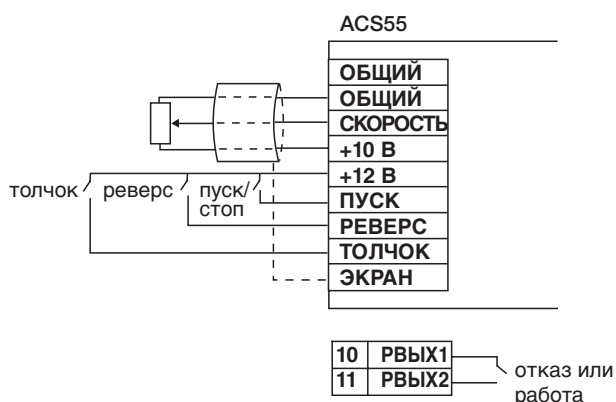 ACS55
ОБЩИЙ
ОБЩИЙ
СКОРОСТЬ
+10 В
+12 В
ПУСК
РЕВЕРС
ТОЛЧОК
ЭКРАН
толчок реверс пуск/
стоп
10 РВЫХ1
11 РВЫХ2
отказ или
работа